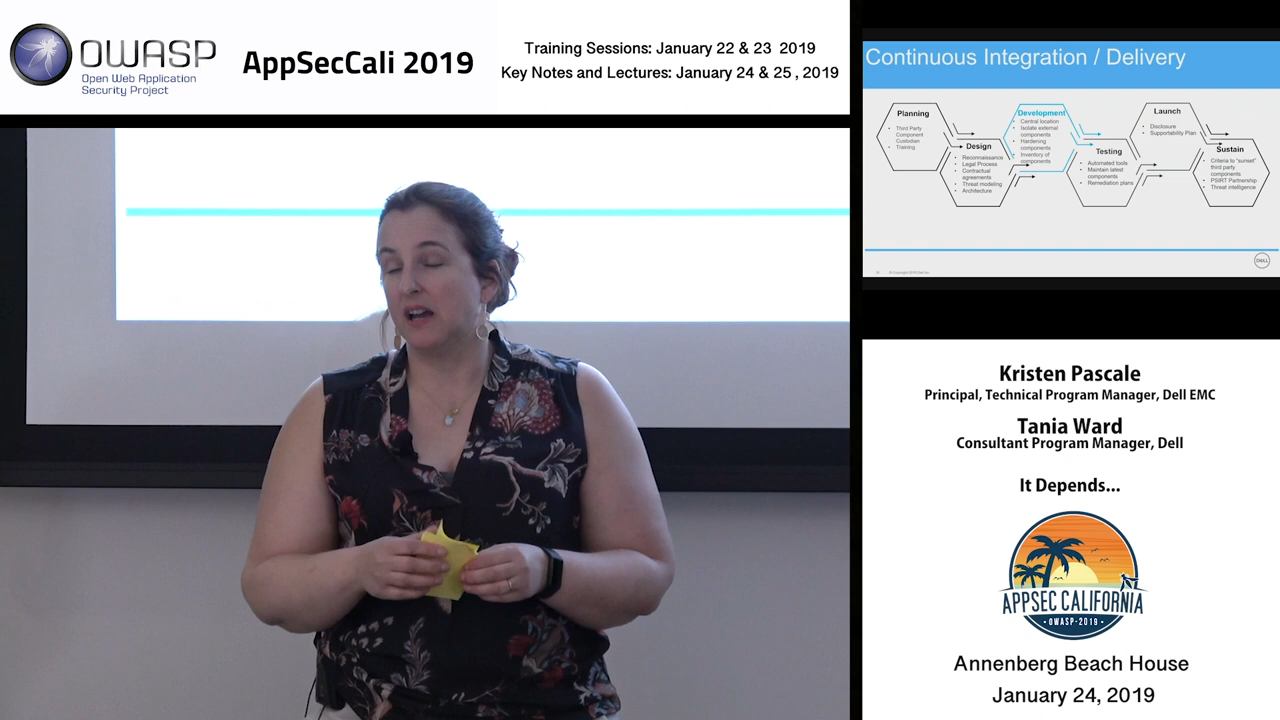 OWASP
Open Web Application
Security Project
AppSecCali 2019
Training Sessions: January 22 & 23 2019
Key Notes and Lectures: January 24 & 25 , 2019
Continuous Integration / Delivery
Planning
• Third Party
Component
Custodian
• Training
Design
• Reconnaissance
• Legal Process
• Contractual
agreements
• Threat modeling
• Architecture
Development
• Central location
• Isolate external
components
• Hardening
components
• Inventory of
components
Testing
• Automated tools
• Maintain latest
components
• Remediation plans
Launch
• Disclosure
• Supportability Plan
Sustain
• Criteria to "sunset"
third party
components
• PSIRT Partnership
• Threat intelligence
DELL
Kristen Pascale
Principal, Technical Program Manager, Dell EMC
Tania Ward
Consultant Program Manager, Dell
It Depends...
APPSEC CALIFORNIA
• OWASP-2019 •
Annenberg Beach House
January 24, 2019